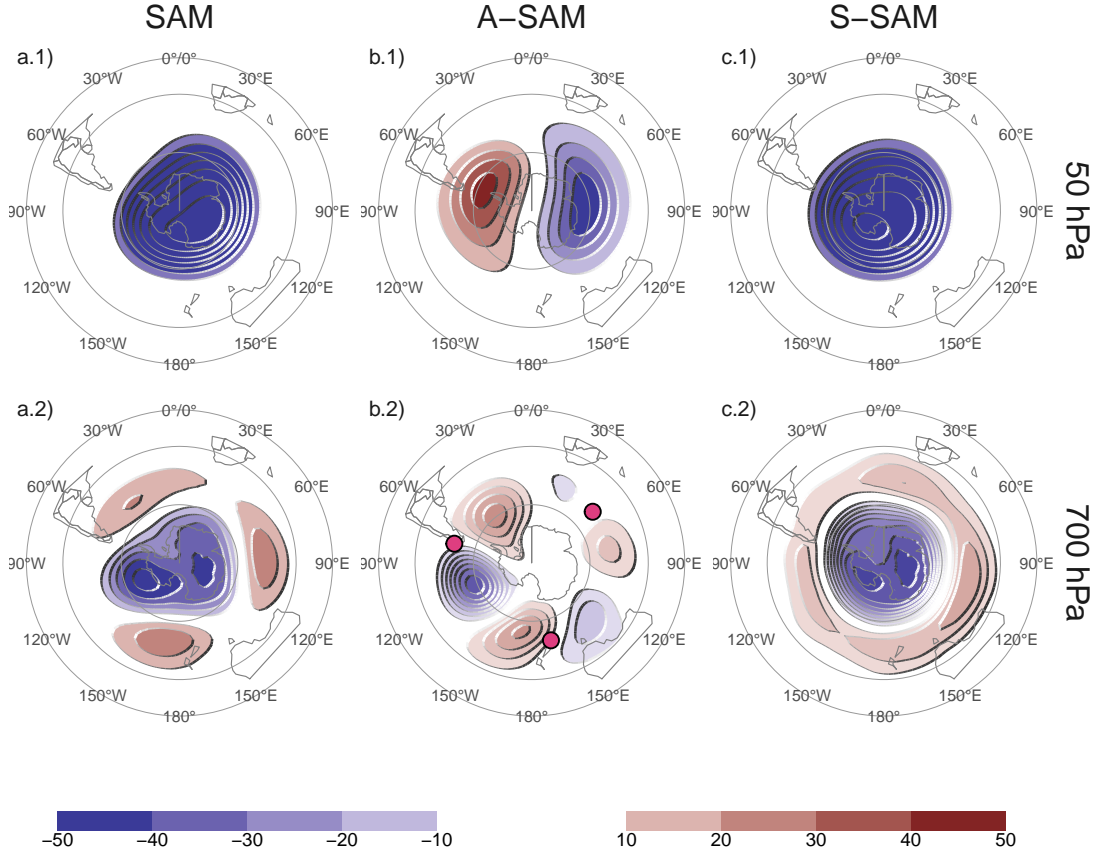 SAM A−SAM S−SAM
a.1) b.1) c.1)
0°/0° 0°/0° 0°/0°
30°W 30°E 30°W 30°E 30°W 30°E
60°W 60°E 60°W 60°E 60°W 60°E
90°W 90°E 90°W 90°E 90°W 90°E
120°W 120°E 120°W 120°E 120°W 120°E
150°W 150°E 150°W 150°E 150°W 150°E
180° 180° 180°
50 hPa
a.2) b.2) c.2)
0°/0° 0°/0° 0°/0°
30°W 30°E 30°W 30°E 30°W 30°E
60°W 60°E 60°W 60°E 60°W 60°E
90°W 90°E 90°W 90°E 90°W 90°E
120°W 120°E 120°W 120°E 120°W 120°E
150°W 150°E 150°W 150°E 150°W 150°E
180° 180° 180°
700 hPa
−50 −40 −30 −20 −10 10 20 30 40 50